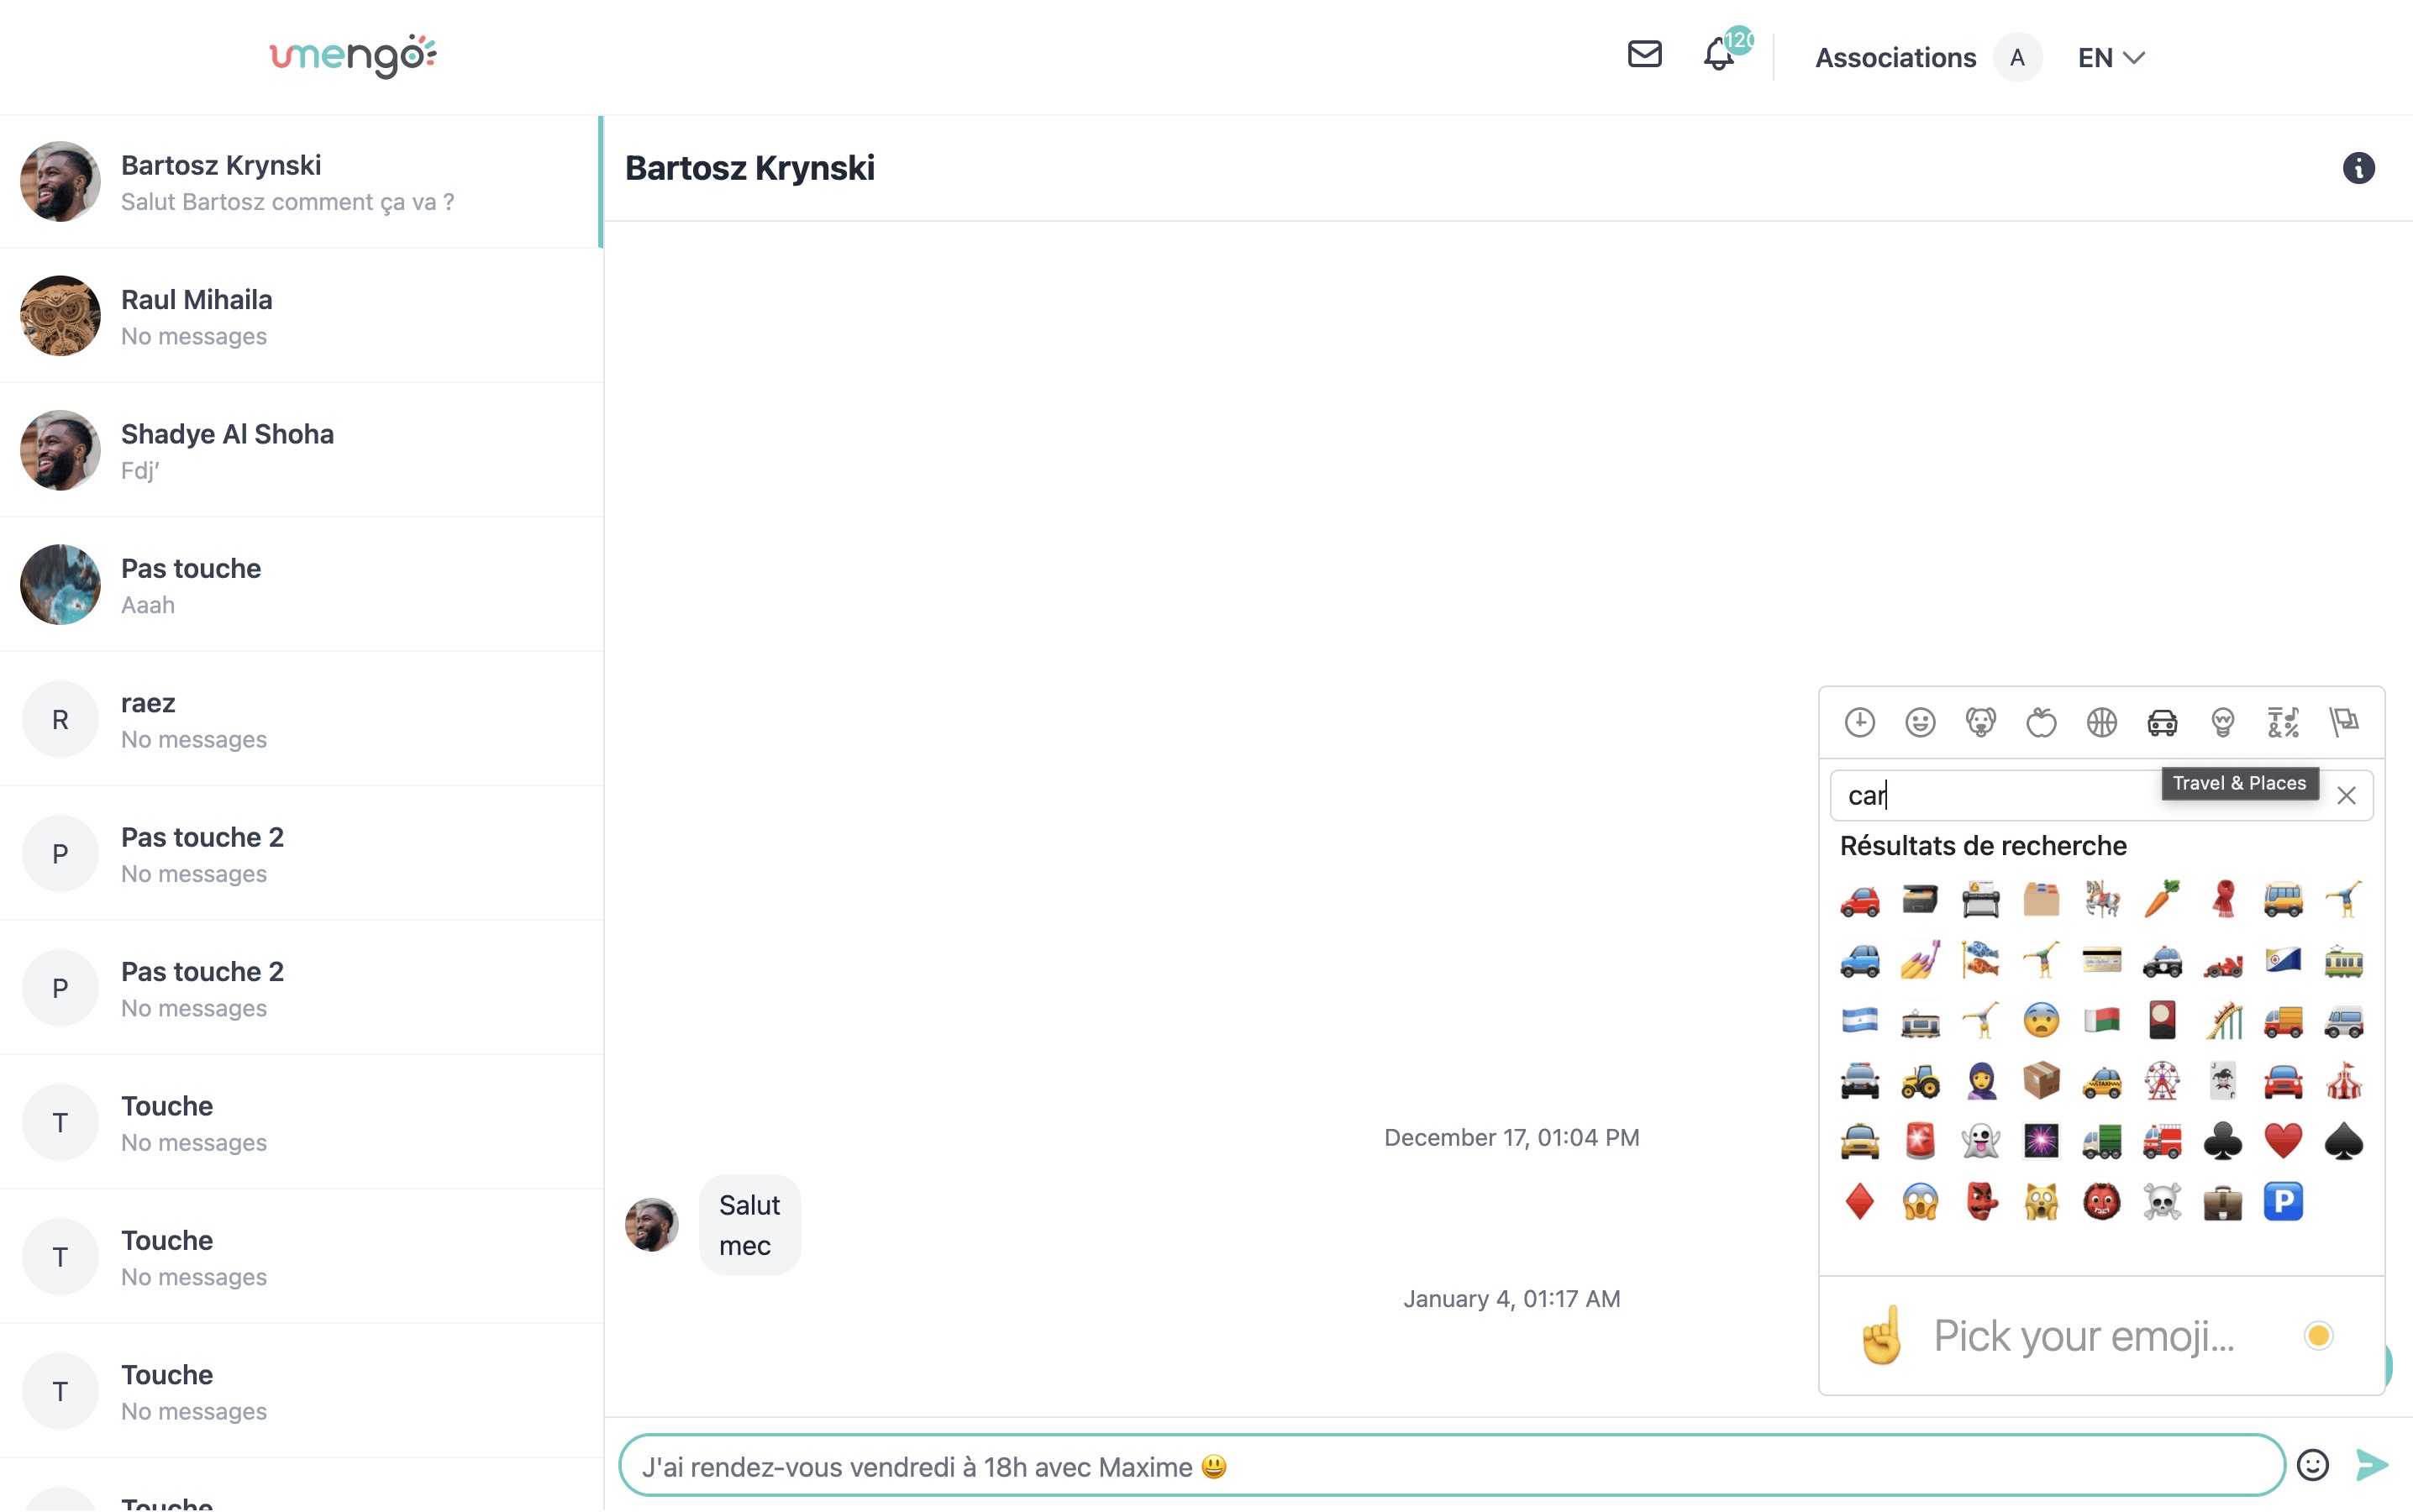 umengo
120
Associations A EN
Bartosz Krynski
Salut Bartosz comment ça va ?
Raul Mihaila
No messages
Shadye Al Shoha
Fdj’
Pas touche
Aaah
R
raez
No messages
P
Pas touche 2
No messages
P
Pas touche 2
No messages
T
Touche
No messages
T
Touche
No messages
T
Touche
No messages
Touche
Bartosz Krynski
December 17, 01:04 PM
Salut
mec
January 4, 01:17 AM
car
Travel & Places
Résultats de recherche
Pick your emoji...
J'ai rendez-vous vendredi à 18h avec Maxime 😃